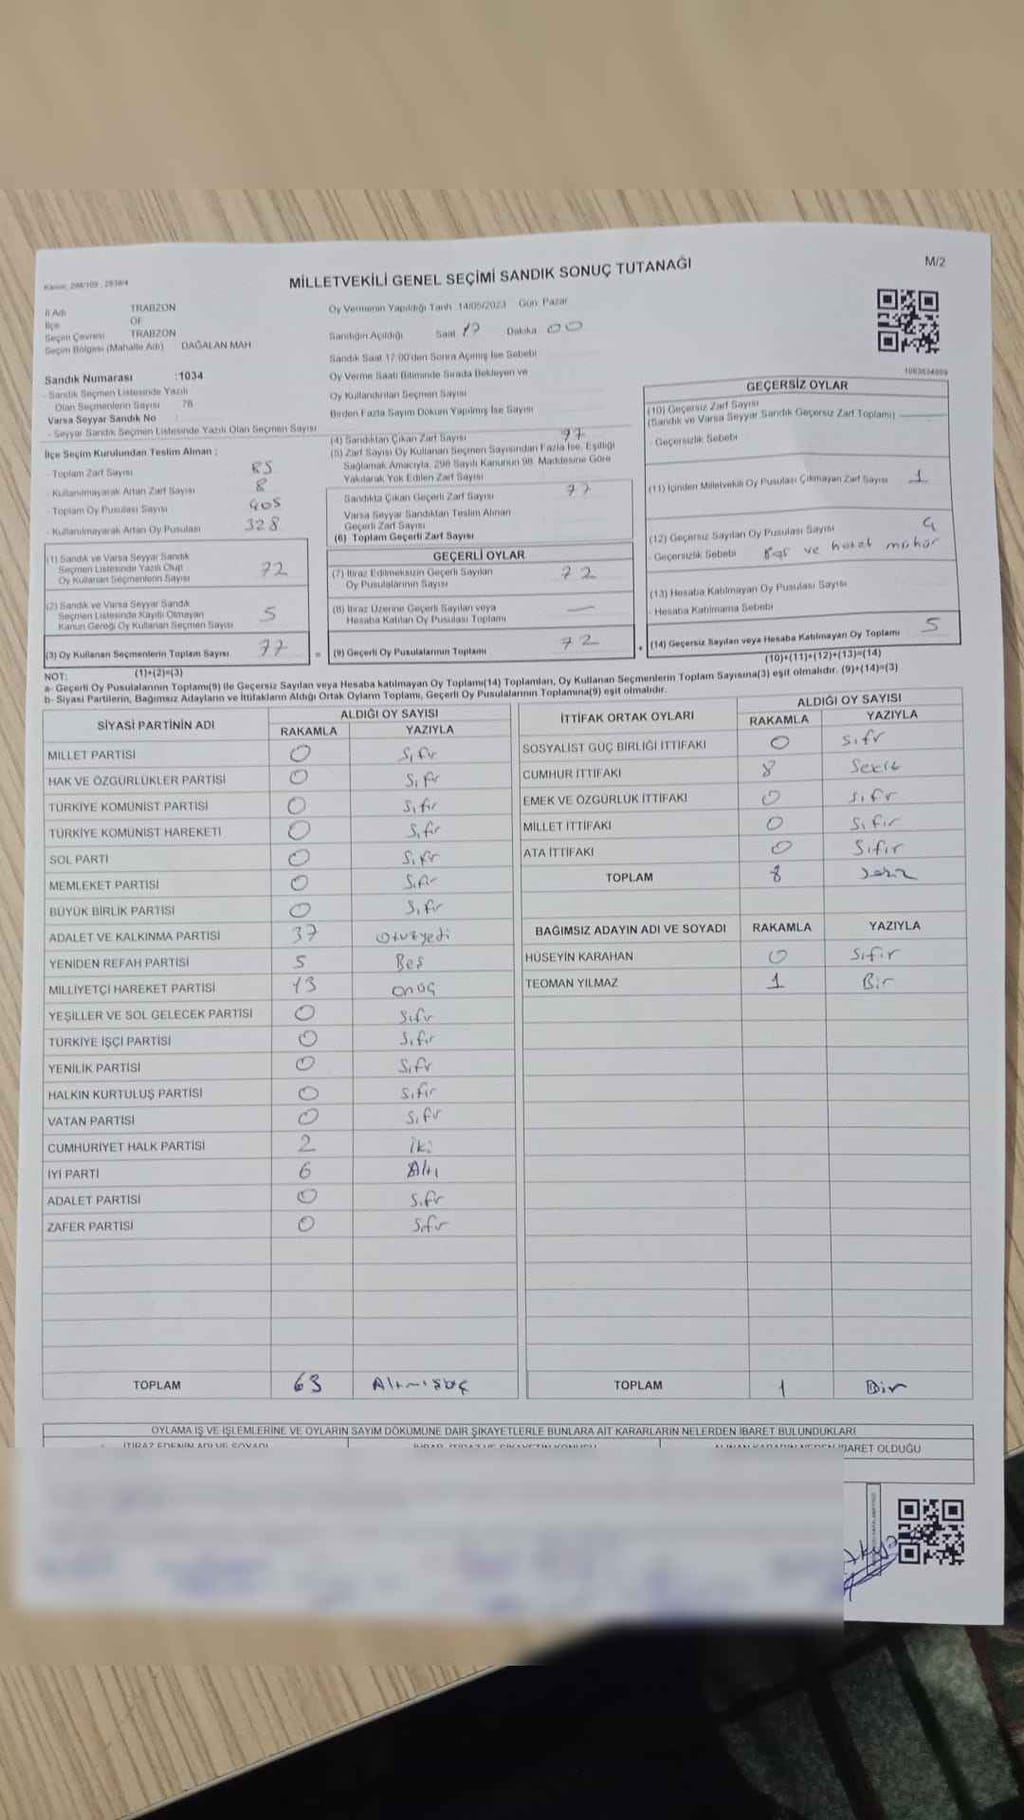 MİLLETVEKİLİ GENEL SEÇİMİ SANDIK SONUÇ TUTANAĞI
M/2
İl Adı TRABZON
İlçe OF
Seçim Çevresi TRABZON
Seçim Bölgesi (Mahalle Adı) DAĞALAN MAH
Sandık Numarası :1034
- Sandık Seçmen Listesinde Yazılı
Olan Seçmenlerin Sayısı 78
Varsa Seyyar Sandık No
- Seyyar Sandık Seçmen Listesinde Yazılı Olan Seçmen Sayısı
Oy Vermenin Yapıldığı Tarih :14/05/2023 Gün: Pazar
Sandığın Açıldığı Saat 17 Dakika 00
Sandık Saat 17:00'den Sonra Açılmış İse Sebebi
Oy Verme Saati Bitiminde Sırada Bekleyen ve
Oy Kullandırılan Seçmen Sayısı
Birden Fazla Sayım Döküm Yapılmış İse Sayısı
İlçe Seçim Kurulundan Teslim Alınan :
- Toplam Zarf Sayısı 85
- Kullanılmayarak Artan Zarf Sayısı 8
- Toplam Oy Pusulası Sayısı 405
- Kullanılmayarak Artan Oy Pusulası 328
(1) Sandık ve Varsa Seyyar Sandık
Seçmen Listesinde Yazılı Olup
Oy Kullanan Seçmenlerin Sayısı 72
(2) Sandık ve Varsa Seyyar Sandık
Seçmen Listesinde Kayıtlı Olmayan
Kanun Gereği Oy Kullanan Seçmen Sayısı 5
(3) Oy Kullanan Seçmenlerin Toplam Sayısı 77
(1)+(2)=(3)
(4) Sandıktan Çıkan Zarf Sayısı 77
(5) Zarf Sayısı Oy Kullanan Seçmen Sayısından Fazla İse, Eşitliği
Sağlamak Amacıyla, 298 Sayılı Kanunun 98. Maddesine Göre
Yakılarak Yok Edilen Zarf Sayısı
Sandıkta Çıkan Geçerli Zarf Sayısı 77
Varsa Seyyar Sandıktan Teslim Alınan
Geçerli Zarf Sayısı
(6) Toplam Geçerli Zarf Sayısı
GEÇERLİ OYLAR
(7) İtiraz Edilmeksizin Geçerli Sayılan
Oy Pusulalarının Sayısı 72
(8) İtiraz Üzerine Geçerli Sayılan veya
Hesaba Katılan Oy Pusulası Toplamı —
= (9) Geçerli Oy Pusulalarının Toplamı 72
GEÇERSİZ OYLAR
(10) Geçersiz Zarf Sayısı
(Sandık ve Varsa Seyyar Sandık Geçersiz Zarf Toplamı)
- Geçersizlik Sebebi
(11) İçinden Milletvekili Oy Pusulası Çıkmayan Zarf Sayısı 1
(12) Geçersiz Sayılan Oy Pusulası Sayısı 4
- Geçersizlik Sebebi ve mühür
(13) Hesaba Katılmayan Oy Pusulası Sayısı
- Hesaba Katılmama Sebebi
+ (14) Geçersiz Sayılan veya Hesaba Katılmayan Oy Toplamı 5
(10)+(11)+(12)+(13)=(14)
NOT:
a- Geçerli Oy Pusulalarının Toplamı(9) ile Geçersiz Sayılan veya Hesaba Katılmayan Oy Toplamı(14) Toplamları, Oy Kullanan Seçmenlerin Toplam Sayısına(3) eşit olmalıdır. (9)+(14)=(3)
b- Siyasi Partilerin, Bağımsız Adayların ve İttifakların Aldığı Ortak Oyların Toplamı, Geçerli Oy Pusulalarının Toplamına(9) eşit olmalıdır.
SİYASİ PARTİNİN ADI ALDIĞI OY SAYISI
RAKAMLA YAZIYLA
MİLLET PARTİSİ 0 Sıfır
HAK VE ÖZGÜRLÜKLER PARTİSİ 0 Sıfır
TÜRKİYE KOMÜNİST PARTİSİ 0 Sıfır
TÜRKİYE KOMÜNİST HAREKETİ 0 Sıfır
SOL PARTİ 0 Sıfır
MEMLEKET PARTİSİ 0 Sıfır
BÜYÜK BİRLİK PARTİSİ 0 Sıfır
ADALET VE KALKINMA PARTİSİ 37 Otuzyedi
YENİDEN REFAH PARTİSİ 5 Beş
MİLLİYETÇİ HAREKET PARTİSİ 13 onüç
YEŞİLLER VE SOL GELECEK PARTİSİ 0 Sıfır
TÜRKİYE İŞÇİ PARTİSİ 0 Sıfır
YENİLİK PARTİSİ 0 Sıfır
HALKIN KURTULUŞ PARTİSİ 0 Sıfır
VATAN PARTİSİ 0 Sıfır
CUMHURİYET HALK PARTİSİ 2 İki
İYİ PARTİ 6 Altı
ADALET PARTİSİ 0 Sıfır
ZAFER PARTİSİ 0 Sıfır
TOPLAM 63 Altmışüç
İTTİFAK ORTAK OYLARI ALDIĞI OY SAYISI
RAKAMLA YAZIYLA
SOSYALİST GÜÇ BİRLİĞİ İTTİFAKI 0 Sıfır
CUMHUR İTTİFAKI 8 Sekiz
EMEK VE ÖZGÜRLÜK İTTİFAKI 0 Sıfır
MİLLET İTTİFAKI 0 Sıfır
ATA İTTİFAKI 0 Sıfır
TOPLAM 8 Sekiz
BAĞIMSIZ ADAYIN ADI VE SOYADI RAKAMLA YAZIYLA
HÜSEYİN KARAHAN 0 Sıfır
TEOMAN YILMAZ 1 Bir
TOPLAM 1 Bir
OYLAMA İŞ VE İŞLEMLERİNE VE OYLARIN SAYIM DÖKÜMÜNE DAİR ŞİKAYETLERLE BUNLARA AİT KARARLARIN NELERDEN İBARET BULUNDUKLARI
İTİRAZ EDENİN ADI VE SOYADI
İBARET OLDUĞU